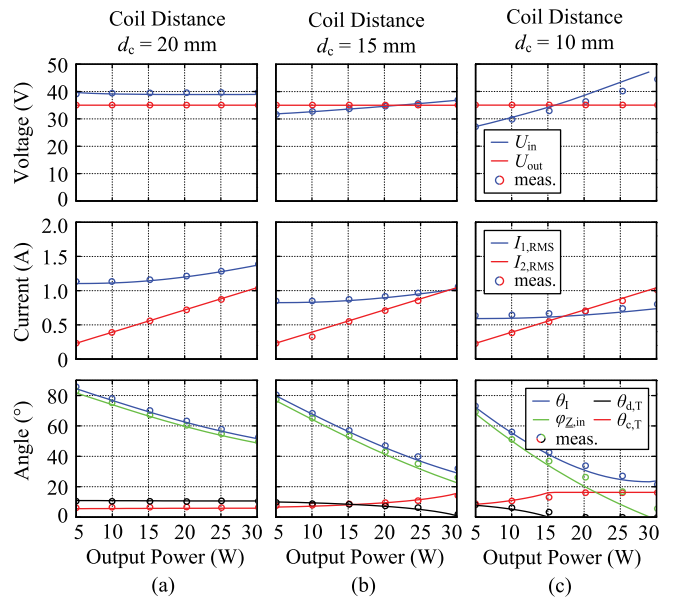 Coil Distance
d_c = 20 mm
Coil Distance
d_c = 15 mm
Coil Distance
d_c = 10 mm
Voltage (V)
50
40
30
20
10
0
U_in
U_out
meas.
Current (A)
2.0
1.5
1.0
0.5
0
I_1,RMS
I_2,RMS
meas.
Angle (°)
80
60
40
20
0
θ_I
φ_Z,in
meas.
θ_d,T
θ_c,T
5 10 15 20 25 30
5 10 15 20 25 30
5 10 15 20 25 30
Output Power (W)
Output Power (W)
Output Power (W)
(a)
(b)
(c)